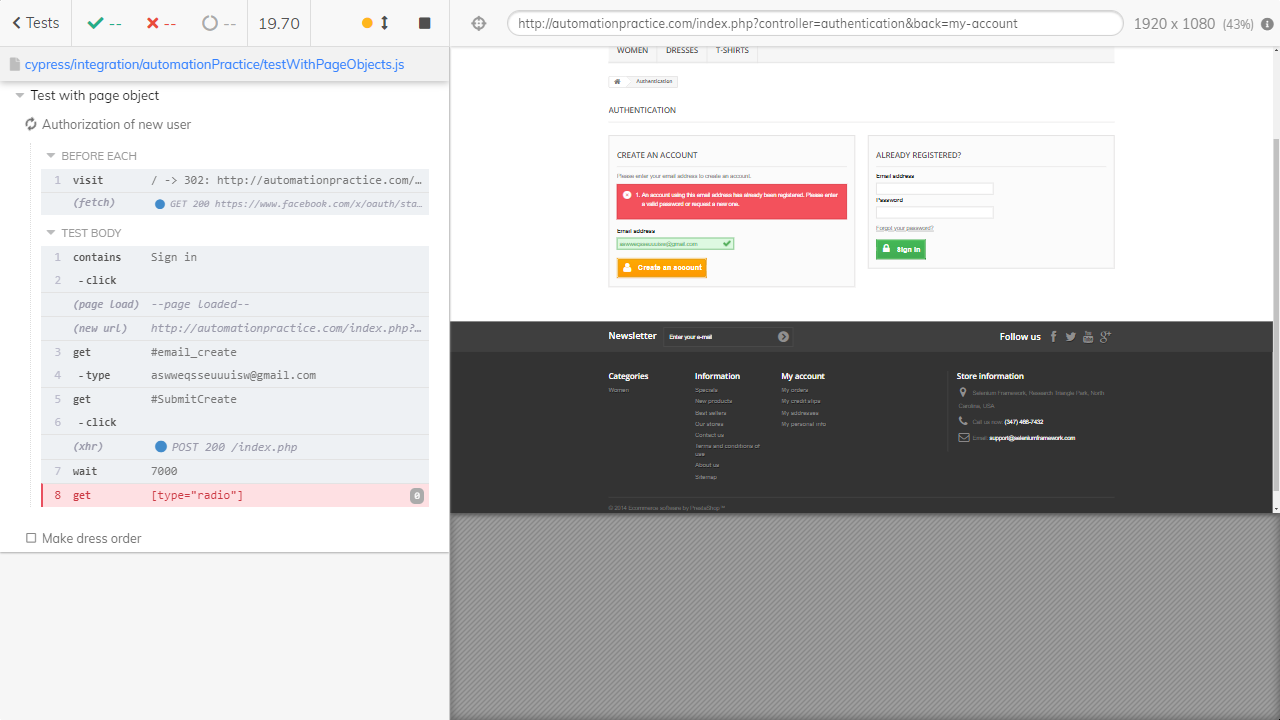 Tests
--
--
--
19.70
http://automationpractice.com/index.php?controller=authentication&back=my-account
1920 x 1080 (43%)
cypress/integration/automationPractice/testWithPageObjects.js
Test with page object
Authorization of new user
BEFORE EACH
1 visit / -> 302: http://automationpractice.com/…
(fetch) GET 200 https://www.facebook.com/x/oauth/sta…
TEST BODY
1 contains Sign in
2 -click
(page load) --page loaded--
(new url) http://automationpractice.com/index.php?…
3 get #email_create
4 -type aswweqsseuuuisw@gmail.com
5 get #SubmitCreate
6 -click
(xhr) POST 200 /index.php
7 wait 7000
8 get [type="radio"] 0
Make dress order
WOMEN DRESSES T-SHIRTS
Authentication
AUTHENTICATION
CREATE AN ACCOUNT
Please enter your email address to create an account.
1. An account using this email address has already been registered. Please enter
a valid password or request a new one.
Email address
aswweqsseuuuisw@gmail.com
Create an account
ALREADY REGISTERED?
Email address
Password
Forgot your password?
Sign in
Newsletter
Enter your e-mail
Follow us
Categories
Women
Information
Specials
New products
Best sellers
Our stores
Contact us
Terms and conditions of
use
About us
Sitemap
My account
My orders
My credit slips
My addresses
My personal info
Store information
Selenium Framework, Research Triangle Park, North
Carolina, USA
Call us now: (347) 466-7432
Email: support@seleniumframework.com
© 2014 Ecommerce software by PrestaShop™